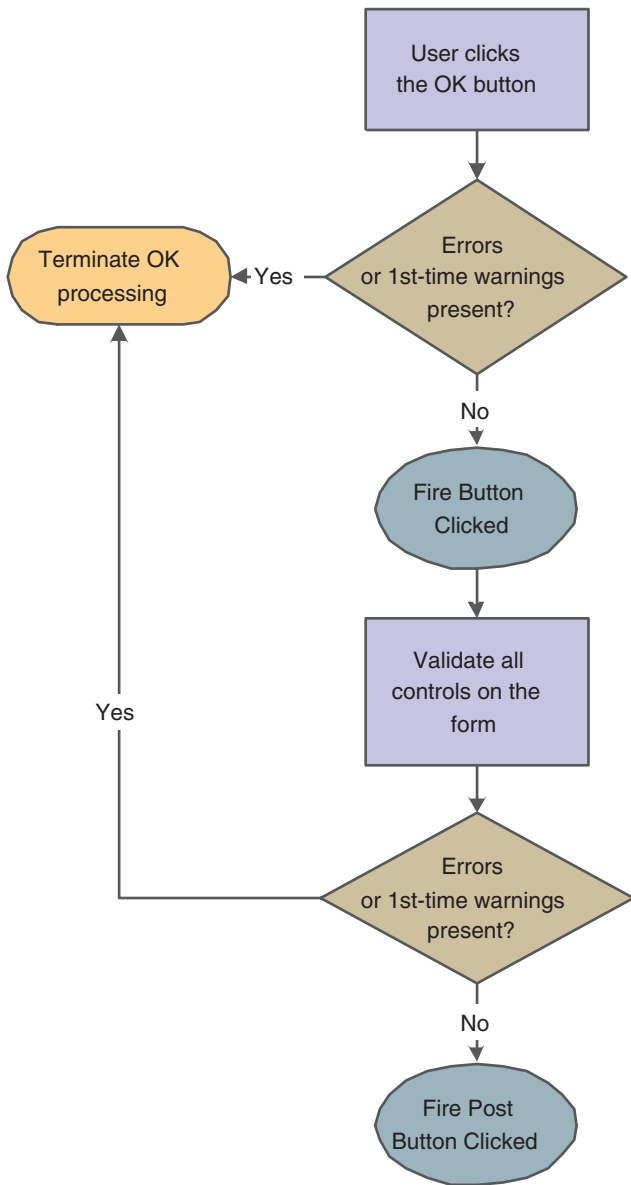 User clicks
the OK button
Errors
or 1st-time warnings
present?
Yes
Terminate OK
processing
No
Fire Button
Clicked
Validate all
controls on the
form
Yes
Errors
or 1st-time warnings
present?
No
Fire Post
Button Clicked